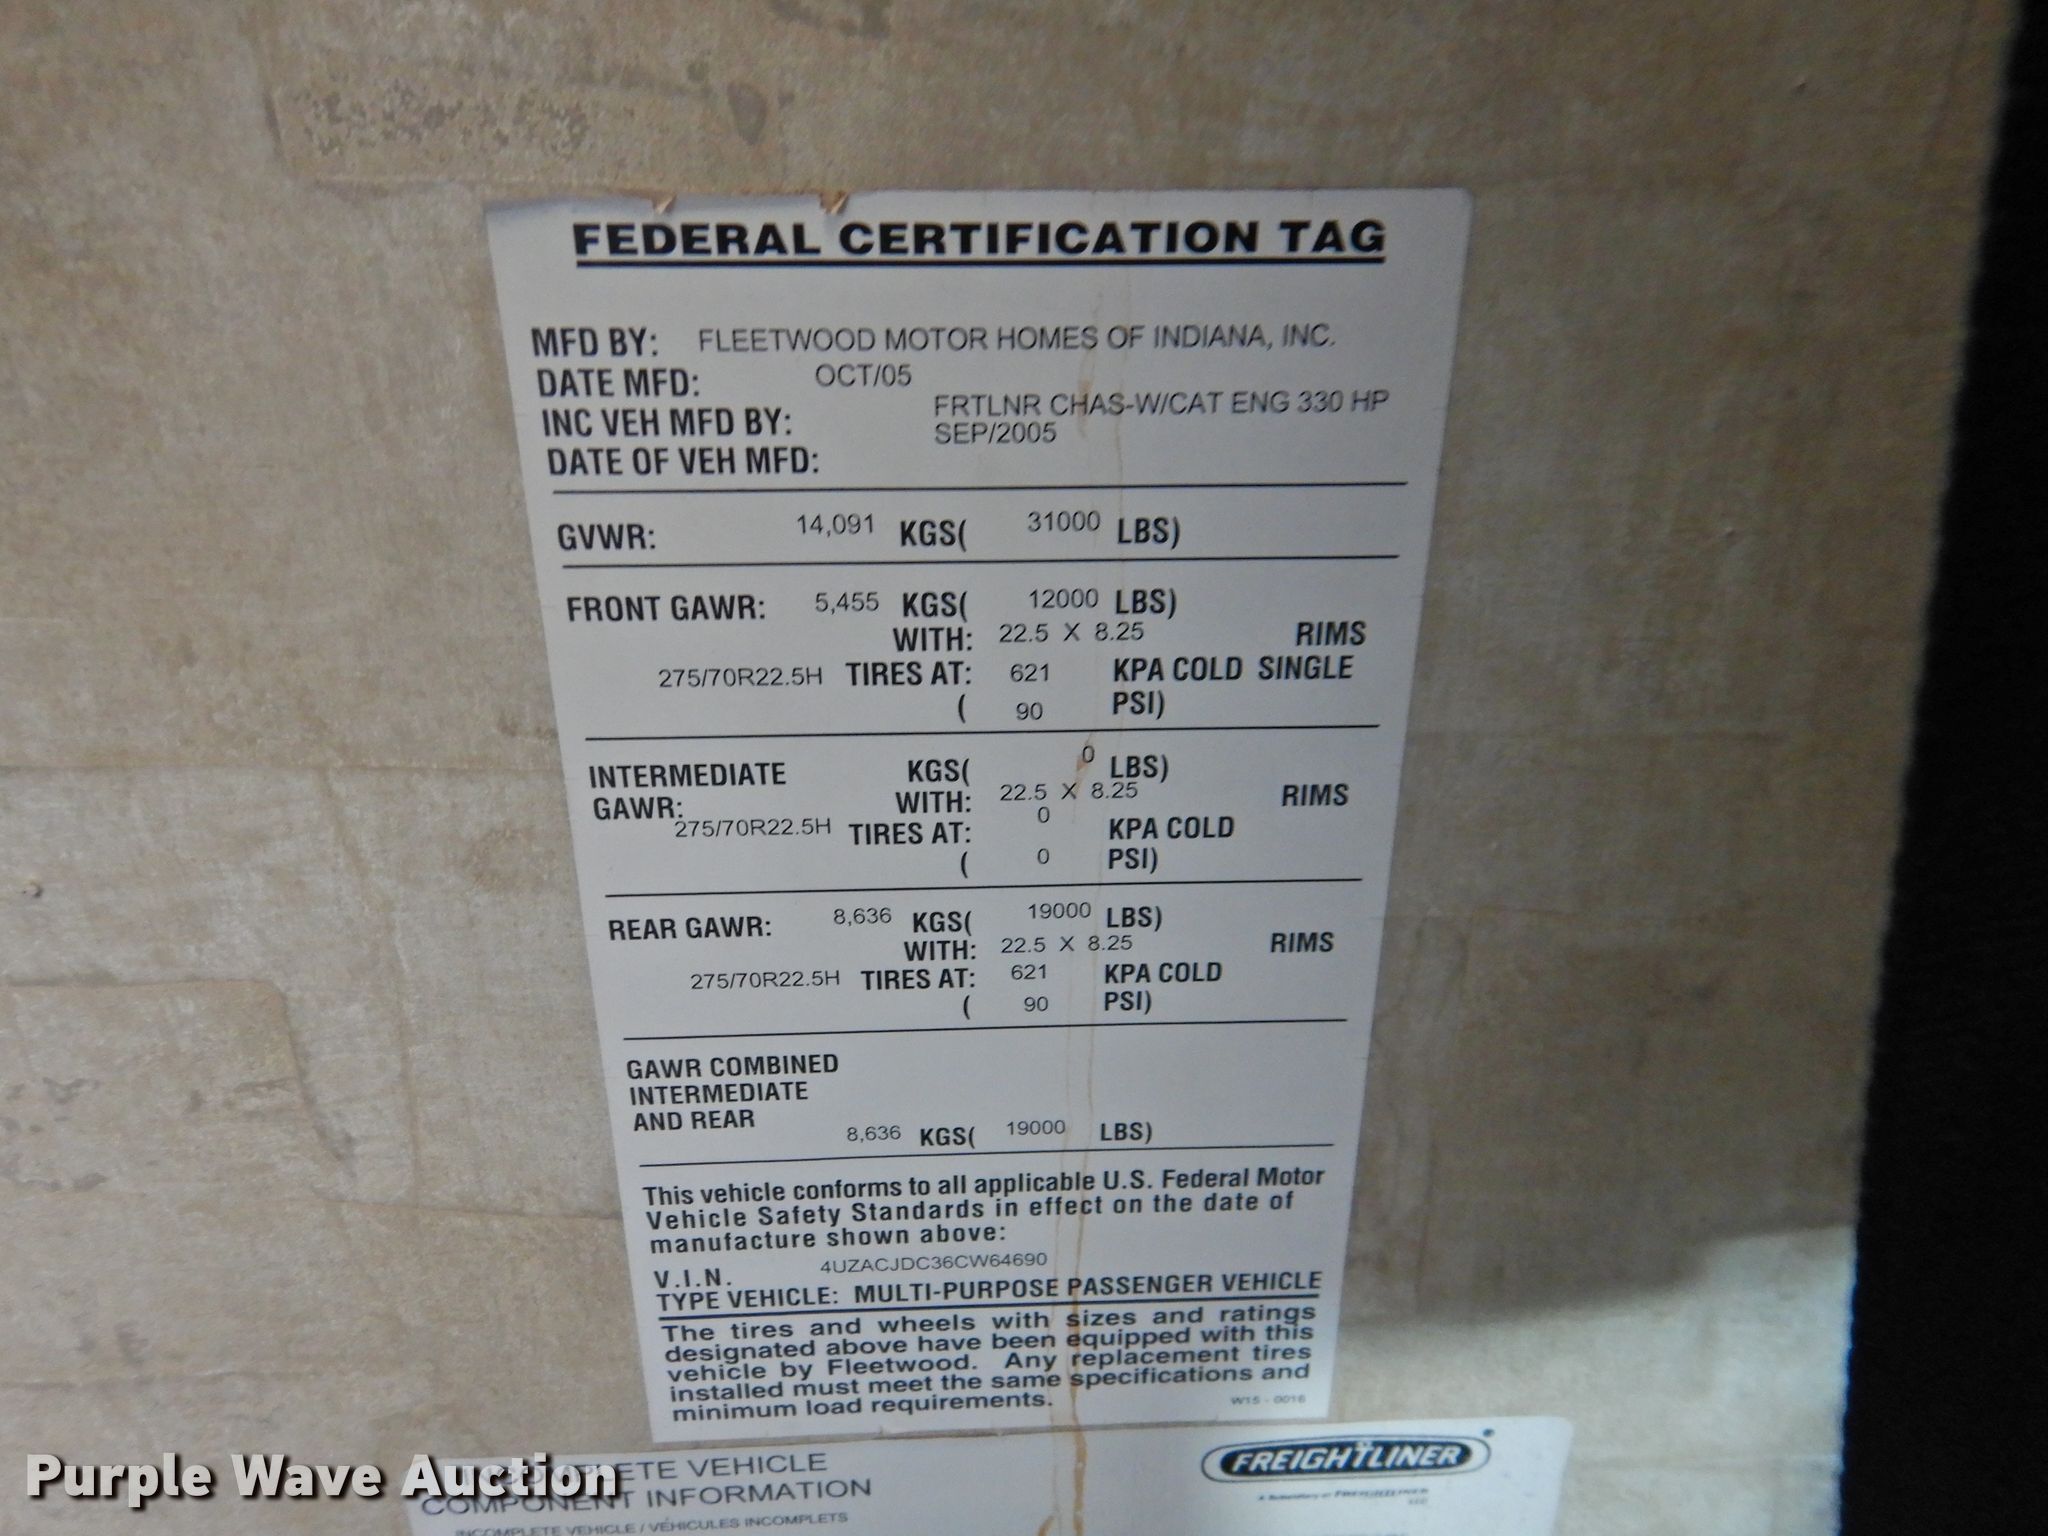 FEDERAL CERTIFICATION TAG
MFD BY: FLEETWOOD MOTOR HOMES OF INDIANA, INC.
DATE MFD: OCT/05
INC VEH MFD BY: FRTLNR CHAS-W/CAT ENG 330 HP
DATE OF VEH MFD: SEP/2005
GVWR: 14,091 KGS( 31000 LBS)
FRONT GAWR: 5,455 KGS( 12000 LBS)
WITH: 22.5 X 8.25 RIMS
275/70R22.5H TIRES AT: 621 KPA COLD SINGLE
( 90 PSI)
INTERMEDIATE KGS( 0 LBS)
GAWR: WITH: 22.5 X 8.25 RIMS
275/70R22.5H TIRES AT: 0 KPA COLD
( 0 PSI)
REAR GAWR: 8,636 KGS( 19000 LBS)
WITH: 22.5 X 8.25 RIMS
275/70R22.5H TIRES AT: 621 KPA COLD
( 90 PSI)
GAWR COMBINED
INTERMEDIATE
AND REAR
8,636 KGS( 19000 LBS)
This vehicle conforms to all applicable U.S. Federal Motor
Vehicle Safety Standards in effect on the date of
manufacture shown above:
V.I.N. 4UZACJDC36CW64690
TYPE VEHICLE: MULTI-PURPOSE PASSENGER VEHICLE
The tires and wheels with sizes and ratings
designated above have been equipped with this
vehicle by Fleetwood. Any replacement tires
installed must meet the same specifications and
minimum load requirements. W15 - 0016
INCOMPLETE VEHICLE
COMPONENT INFORMATION
INCOMPLETE VEHICLE / VÉHICULES INCOMPLETS
FREIGHTLINER
Purple Wave Auction